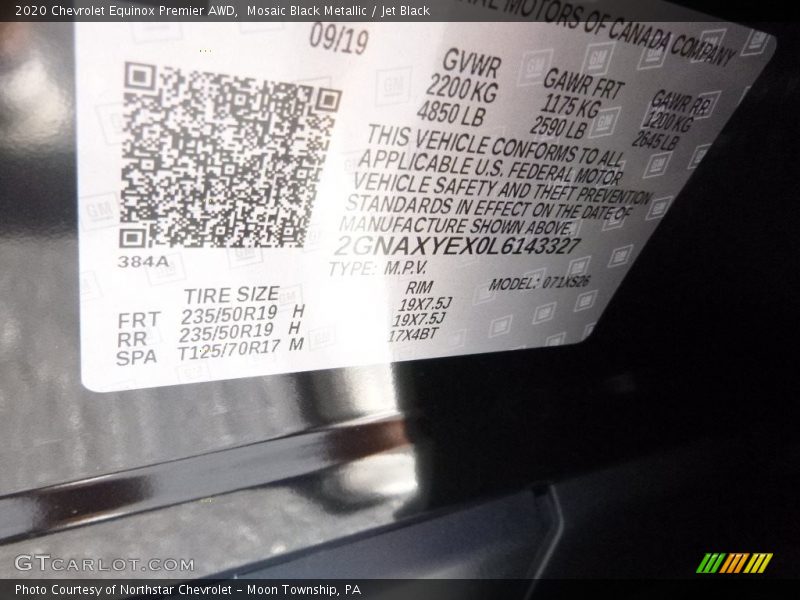 2020 Chevrolet Equinox Premier AWD, Mosaic Black Metallic / Jet Black
MOTORS OF CANADA COMPANY
09/19
GVWR GAWR FRT GAWR RR
2200 KG 1175 KG 1200 KG
4850 LB 2590 LB 2645 LB
THIS VEHICLE CONFORMS TO ALL
APPLICABLE U.S. FEDERAL MOTOR
VEHICLE SAFETY AND THEFT PREVENTION
STANDARDS IN EFFECT ON THE DATE OF
MANUFACTURE SHOWN ABOVE.
2GNAXYEX0L6143327
384A
TYPE: M.P.V. MODEL: 071XS26
TIRE SIZE RIM
FRT 235/50R19 H 19X7.5J
RR 235/50R19 H 19X7.5J
SPA T125/70R17 M 17X4BT
GTCARLOT.COM
Photo Courtesy of Northstar Chevrolet - Moon Township, PA